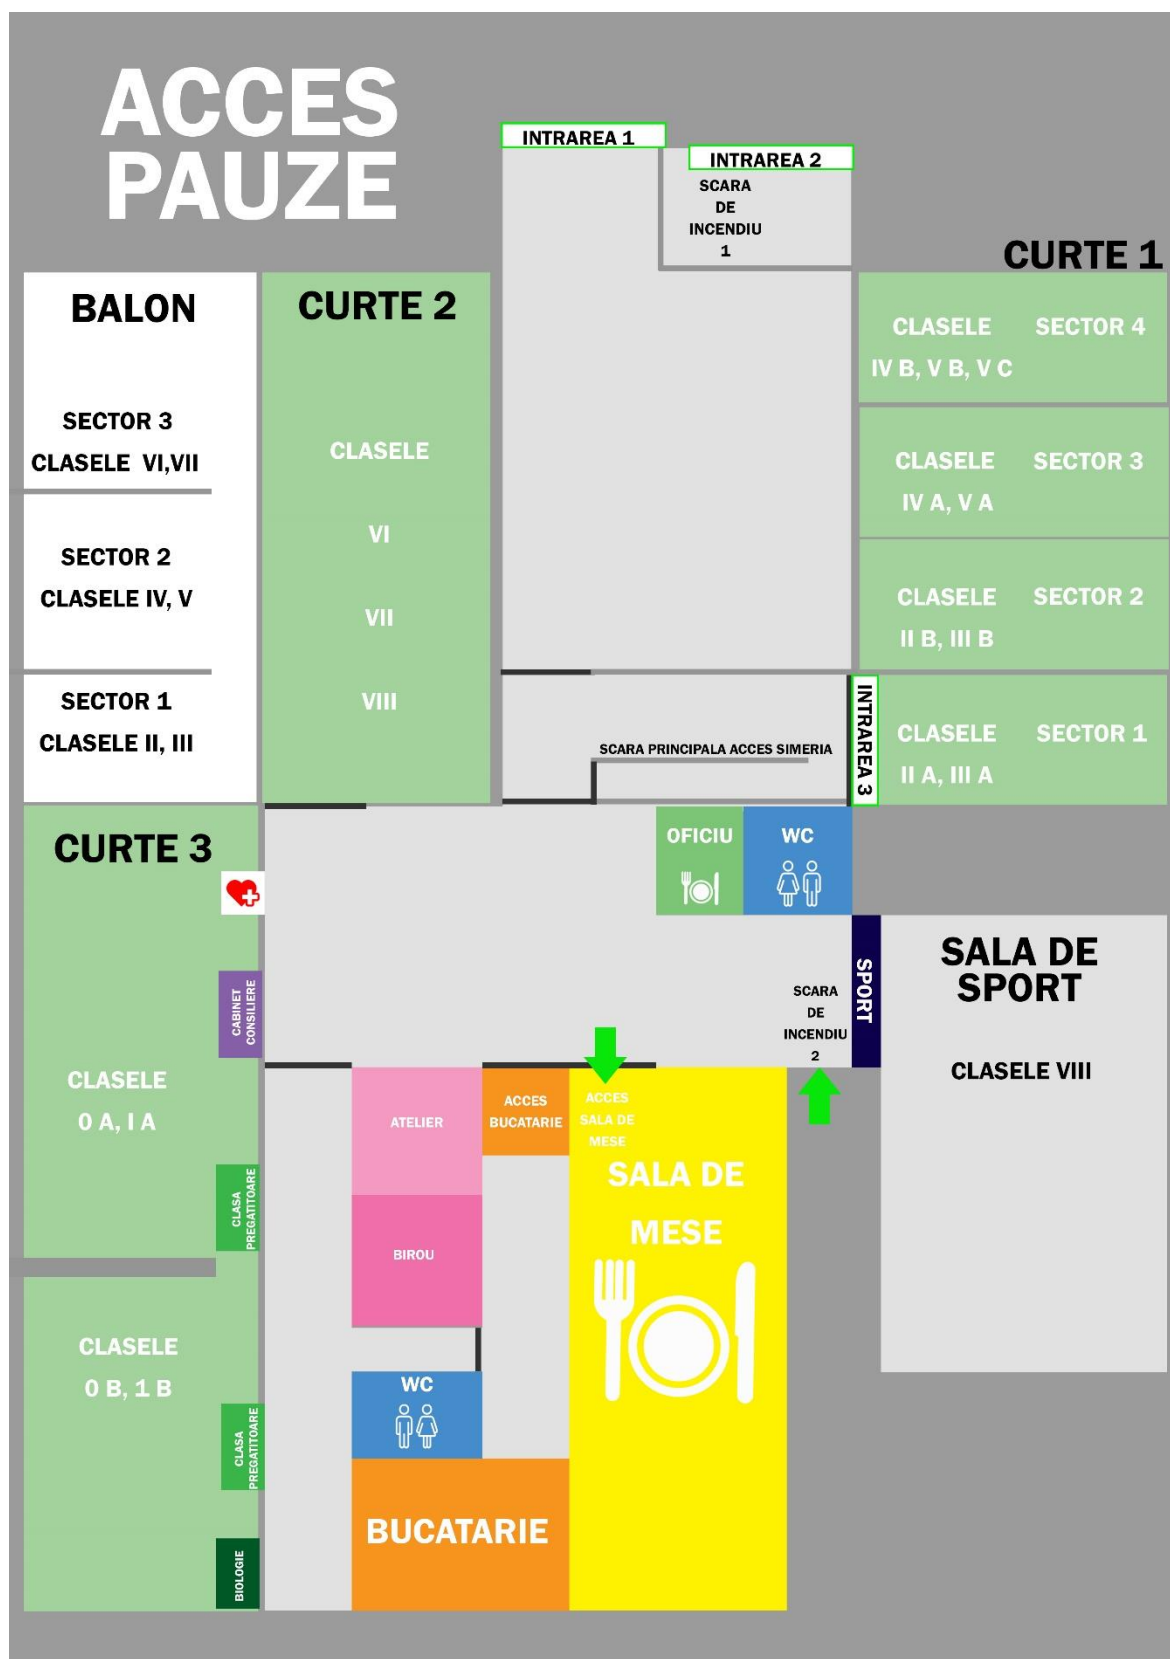 ACCES
PAUZE
INTRAREA 1
INTRAREA 2
SCARA
DE
INCENDIU
1
CURTE 1
CLASELE SECTOR 4
IV B, V B, V C
CLASELE SECTOR 3
IV A, V A
CLASELE SECTOR 2
II B, III B
CLASELE SECTOR 1
II A, III A
INTRAREA 3
BALON
SECTOR 3
CLASELE VI,VII
SECTOR 2
CLASELE IV, V
SECTOR 1
CLASELE II, III
CURTE 2
CLASELE
VI
VII
VIII
SCARA PRINCIPALA ACCES SIMERIA
OFICIU
WC
CURTE 3
CABINET
CONSILIERE
CLASELE
0 A, I A
CLASA
PREGATITOARE
CLASELE
0 B, 1 B
CLASA
PREGATITOARE
BIOLOGIE
SCARA
DE
INCENDIU
2
SPORT
SALA DE
SPORT
CLASELE VIII
ATELIER
ACCES
BUCATARIE
ACCES
SALA DE
MESE
SALA DE
MESE
BIROU
WC
BUCATARIE